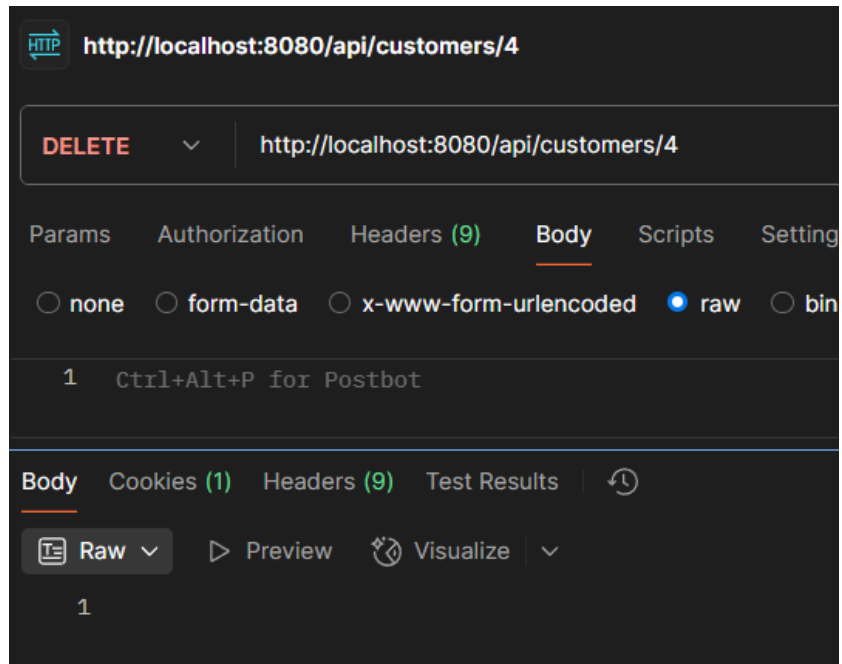 HTTP http://localhost:8080/api/customers/4
DELETE http://localhost:8080/api/customers/4
Params Authorization Headers (9) Body Scripts Setting
none form-data x-www-form-urlencoded raw bin
1 Ctrl+Alt+P for Postbot
Body Cookies (1) Headers (9) Test Results
Raw Preview Visualize
1